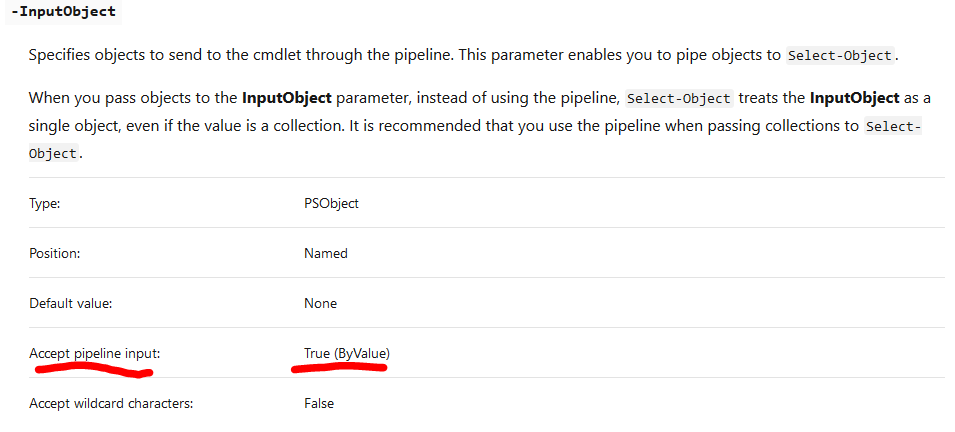 -InputObject
Specifies objects to send to the cmdlet through the pipeline. This parameter enables you to pipe objects to Select-Object.
When you pass objects to the InputObject parameter, instead of using the pipeline, Select-Object treats the InputObject as a
single object, even if the value is a collection. It is recommended that you use the pipeline when passing collections to Select-
Object.
Type: PSObject
Position: Named
Default value: None
Accept pipeline input: True (ByValue)
Accept wildcard characters: False